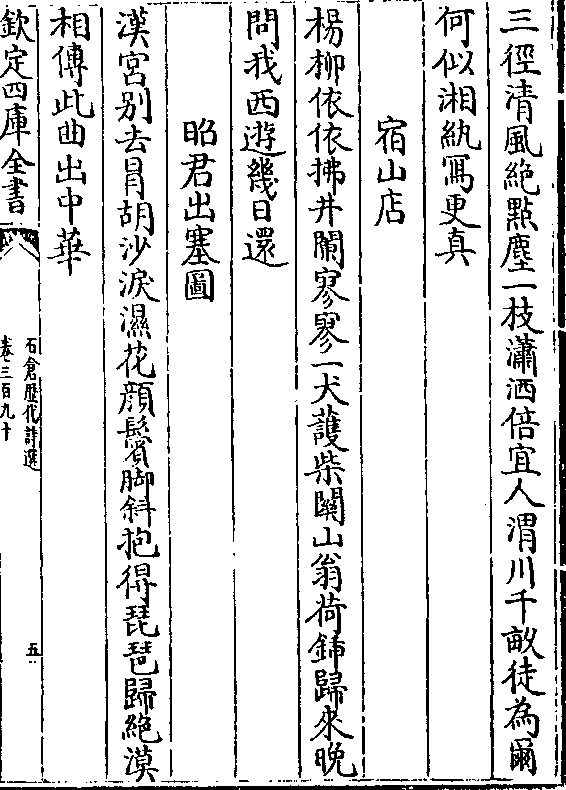 三徑清風絶點塵一枝瀟洒倍宜人渭川千畝徒為爾
何似湘紈寫更真
宿山店
楊柳依依拂井闌寥寥一犬護柴關山翁荷鍤歸来晚
問我西遊幾日還
昭君出塞圖
漢宮别去冐胡沙淚濕花顔鬢脚斜抱得琵琶歸絶漠
相傳此曲出中華
欽定四庫全書
石倉歴代詩選
卷三百九十
五